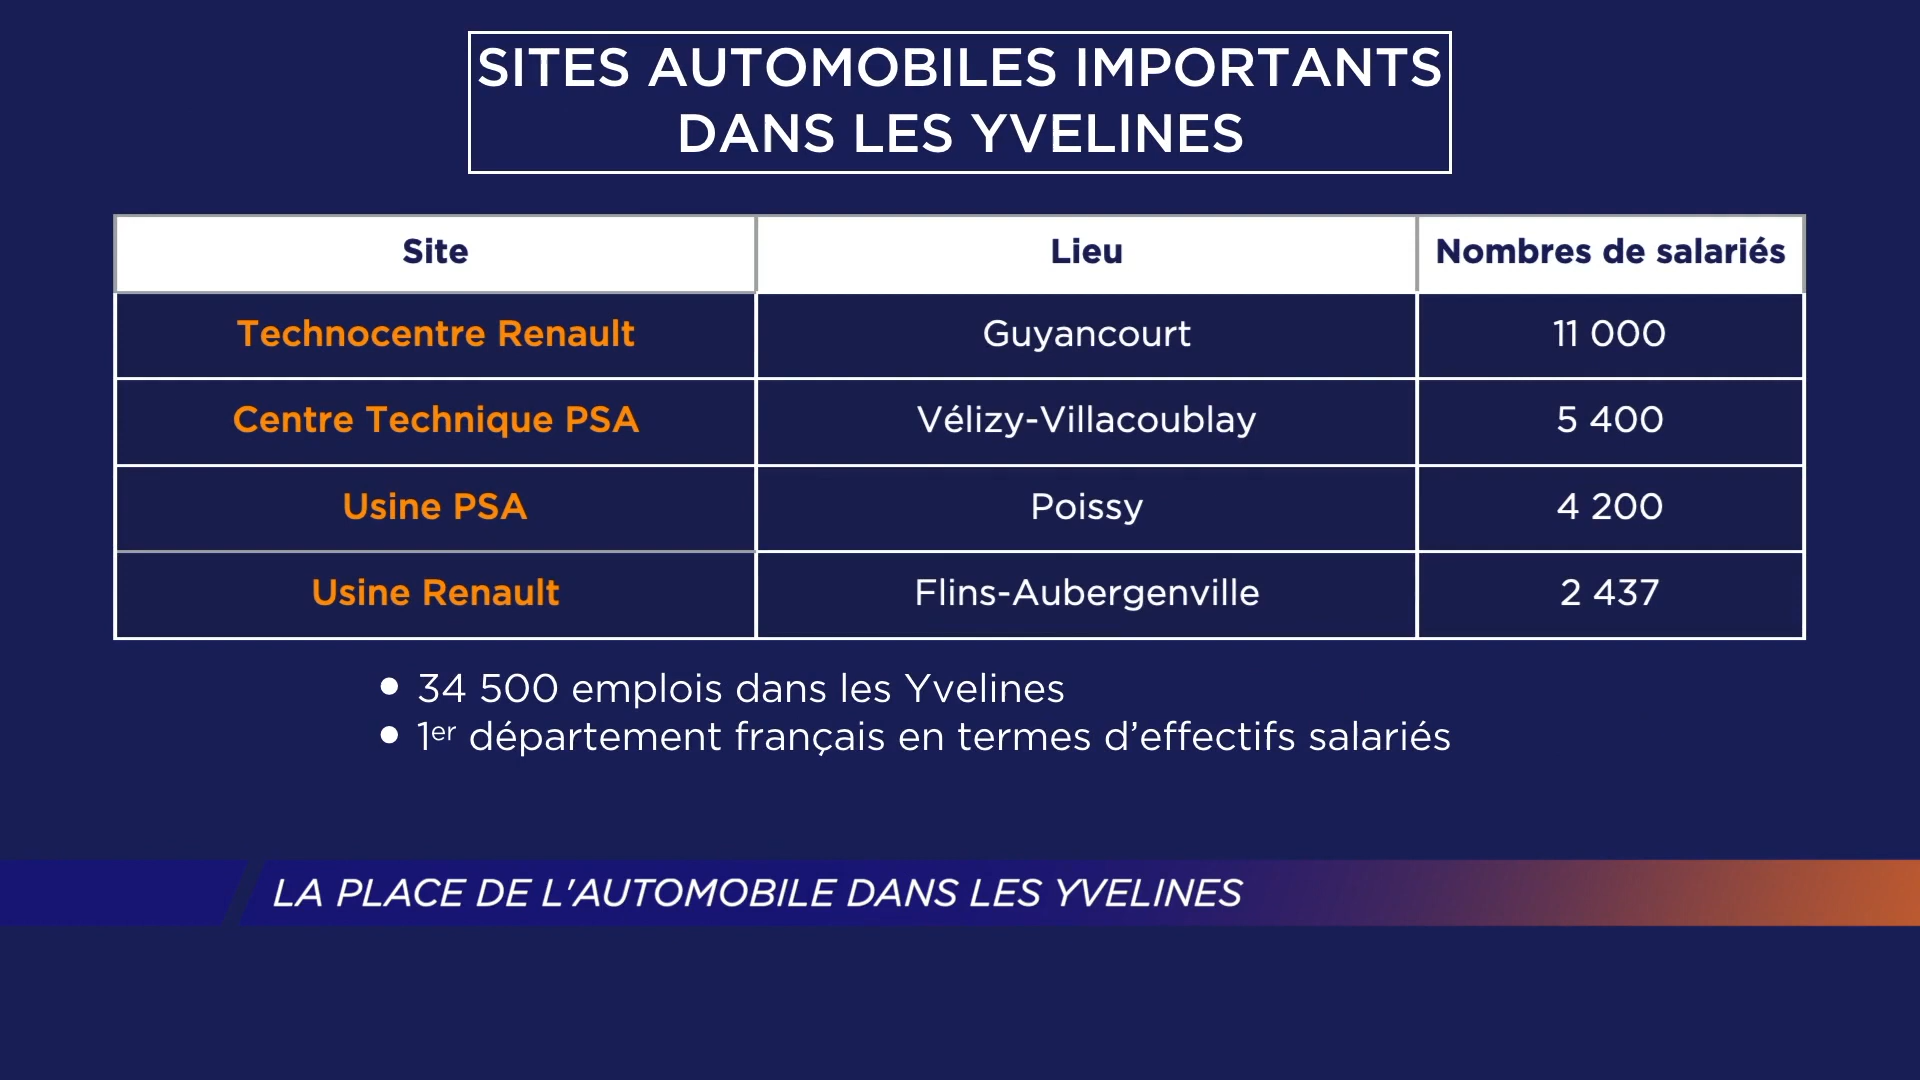 SITES AUTOMOBILES IMPORTANTS
DANS LES YVELINES
Site Lieu Nombres de salariés
Technocentre Renault Guyancourt 11 000
Centre Technique PSA Vélizy-Villacoublay 5 400
Usine PSA Poissy 4 200
Usine Renault Flins-Aubergenville 2 437
• 34 500 emplois dans les Yvelines
• 1er département français en termes d’effectifs salariés
LA PLACE DE L'AUTOMOBILE DANS LES YVELINES